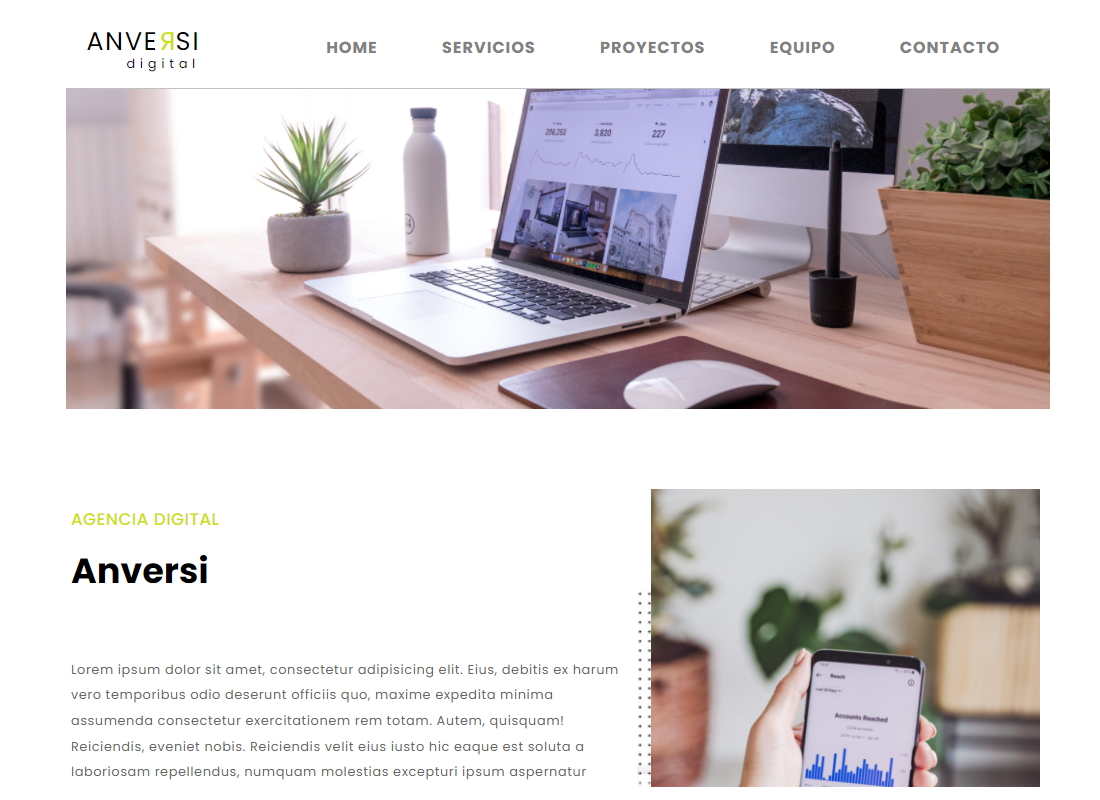 ANVEЯSI
digital
HOME SERVICIOS PROYECTOS EQUIPO CONTACTO
206,253 3,820 227
AGENCIA DIGITAL
Anversi
Lorem ipsum dolor sit amet, consectetur adipisicing elit. Eius, debitis ex harum
vero temporibus odio deserunt officiis quo, maxime expedita minima
assumenda consectetur exercitationem rem totam. Autem, quisquam!
Reiciendis, eveniet nobis. Reiciendis velit eius iusto hic eaque est soluta a
laboriosam repellendus, numquam molestias excepturi ipsum aspernatur
Reach
Last 30 Days
Accounts Reached